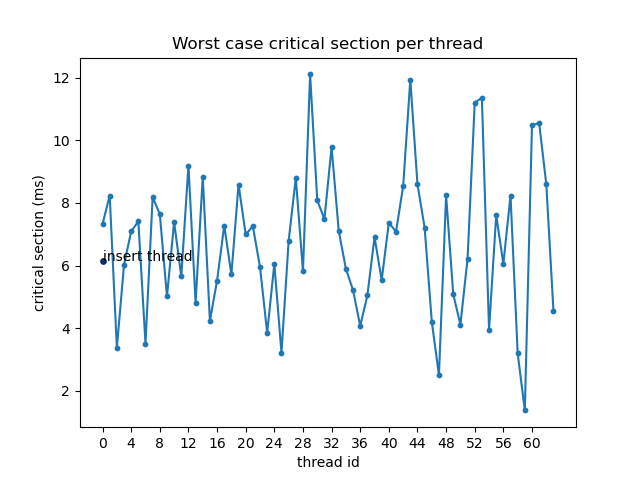 Worst case critical section per thread
critical section (ms)
12
10
8
6
4
2
insert thread
0 4 8 12 16 20 24 28 32 36 40 44 48 52 56 60
thread id